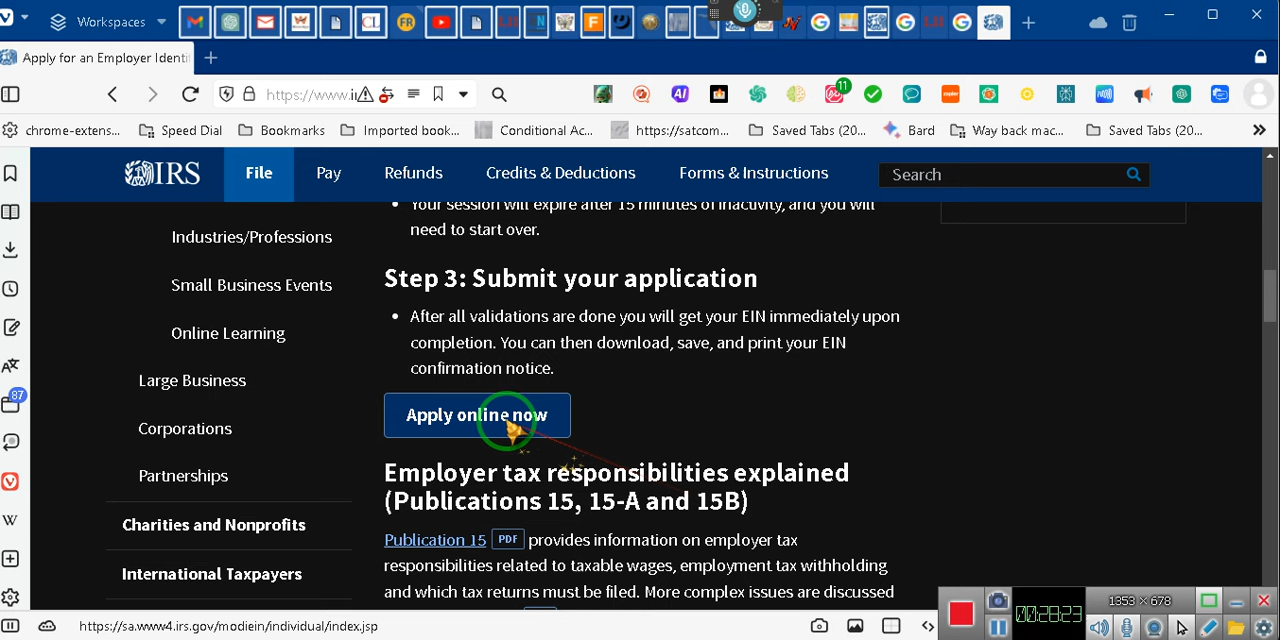 Workspaces
CL
FR
Apply for an Employer Identi
https://www.i
11
chrome-extens...
Speed Dial
Bookmarks
Imported book...
Conditional Ac...
https://satcom...
Saved Tabs (20...
Bard
Way back mac...
Saved Tabs (20...
IRS
File
Pay
Refunds
Credits & Deductions
Forms & Instructions
Search
Industries/Professions
Small Business Events
Online Learning
Large Business
Corporations
Partnerships
Charities and Nonprofits
International Taxpayers
Your session will expire after 15 minutes of inactivity, and you will
need to start over.
Step 3: Submit your application
• After all validations are done you will get your EIN immediately upon
completion. You can then download, save, and print your EIN
confirmation notice.
Apply online now
Employer tax responsibilities explained
(Publications 15, 15-A and 15B)
Publication 15 PDF provides information on employer tax
responsibilities related to taxable wages, employment tax withholding
and which tax returns must be filed. More complex issues are discussed
87
https://sa.www4.irs.gov/modiein/individual/index.jsp
1353 × 678
00:28:23